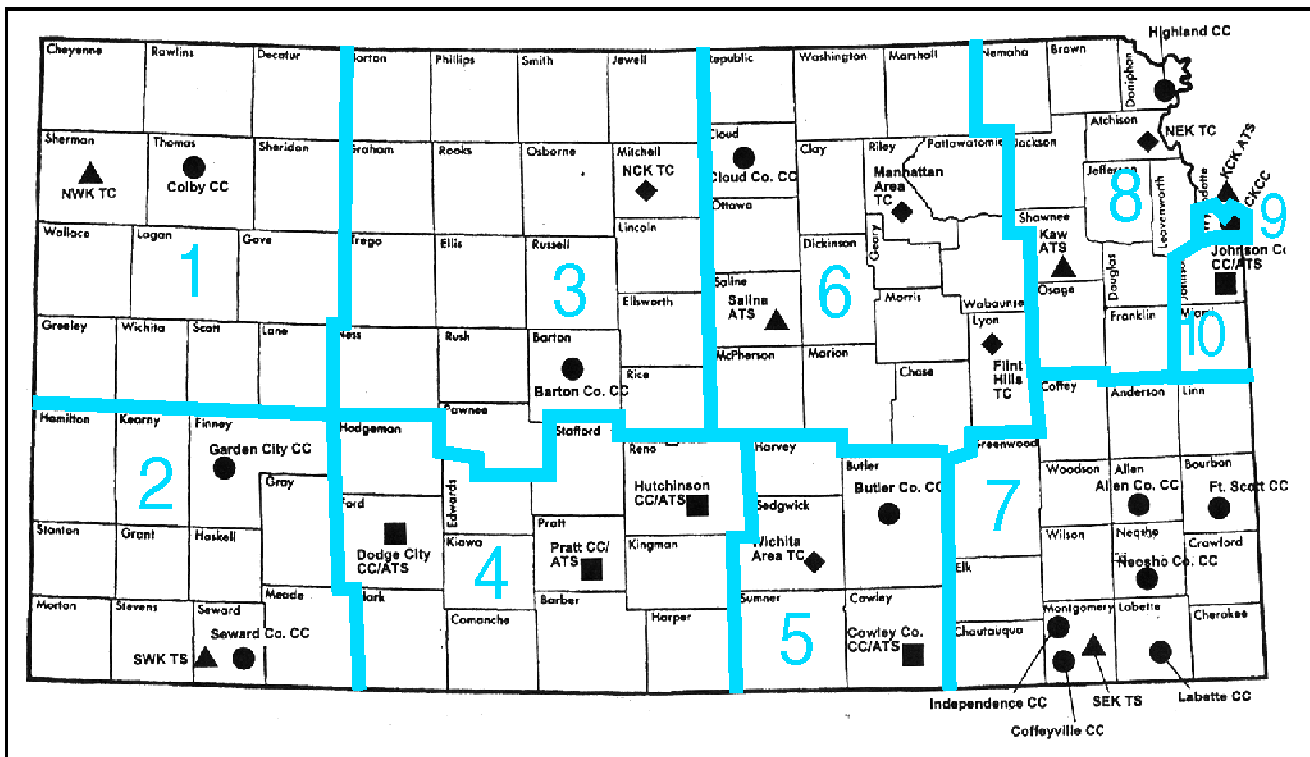 Highland CC
Cheyenne
Rawlins
Decatur
Norton
Phillips
Smith
Jewell
Republic
Washington
Marshall
Nemaha
Brown
Doniphan
Atchison
NEK TC
KCK ATS
KCKCC
Sherman
NWK TC
Thomas
Colby CC
Sheridon
Graham
Rooks
Osborne
Mitchell
NCK TC
Cloud
Cloud Co. CC
Clay
Riley
Manhattan
Area
TC
Pattawatomie
Jackson
Jefferson
8
Leavenworth
9
Wallace
Logan
Gove
1
Trego
Ellis
Russell
3
Lincoln
Ottawa
Dickinson
6
Geary
Shawnee
Kaw
ATS
Douglas
Johnson Co
CC/ATS
Ellsworth
Saline
Salina
ATS
Morris
Wabaunse
Osage
Franklin
Miami
10
Greeley
Wichita
Scott
Lane
Ness
Rush
Barton
Barton Co. CC
Rice
McPherson
Marion
Chase
Lyon
Flint
Hills
TC
Coffey
Anderson
Linn
Hamilton
Kearny
Finney
Garden City CC
2
Gray
Hodgeman
Pawnee
Stafford
Reno
Hutchinson
CC/ATS
Harvey
Butler
Butler Co. CC
Greenwood
7
Woodson
Allen
Allen Co. CC
Bourbon
Ft. Scott CC
Stanton
Grant
Haskell
Ford
Dodge City
CC/ATS
Edwards
Kiowa
4
Pratt
Pratt CC/
ATS
Kingman
Sedgwick
Wichita
Area TC
Wilson
Neosho
Neosho Co. CC
Crawford
Morton
Stevens
Seward
Seward Co. CC
SWK TS
Meade
Clark
Comanche
Barber
Harper
Sumner
5
Cowley
Cowley Co.
CC/ATS
Elk
Chautauqua
Montgomery
Labette
Cherokee
Independence CC
SEK TS
Labette CC
Coffeyville CC